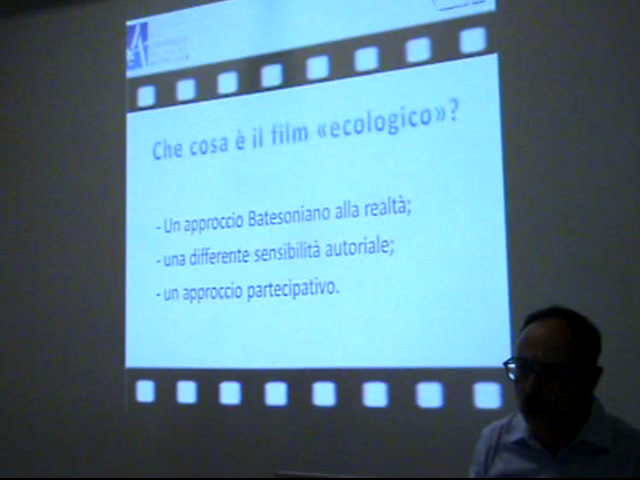 Che cosa è il film «ecologico»?
- Un approccio Batesoniano alla realtà;
- una differente sensibilità autoriale;
- un approccio partecipativo.